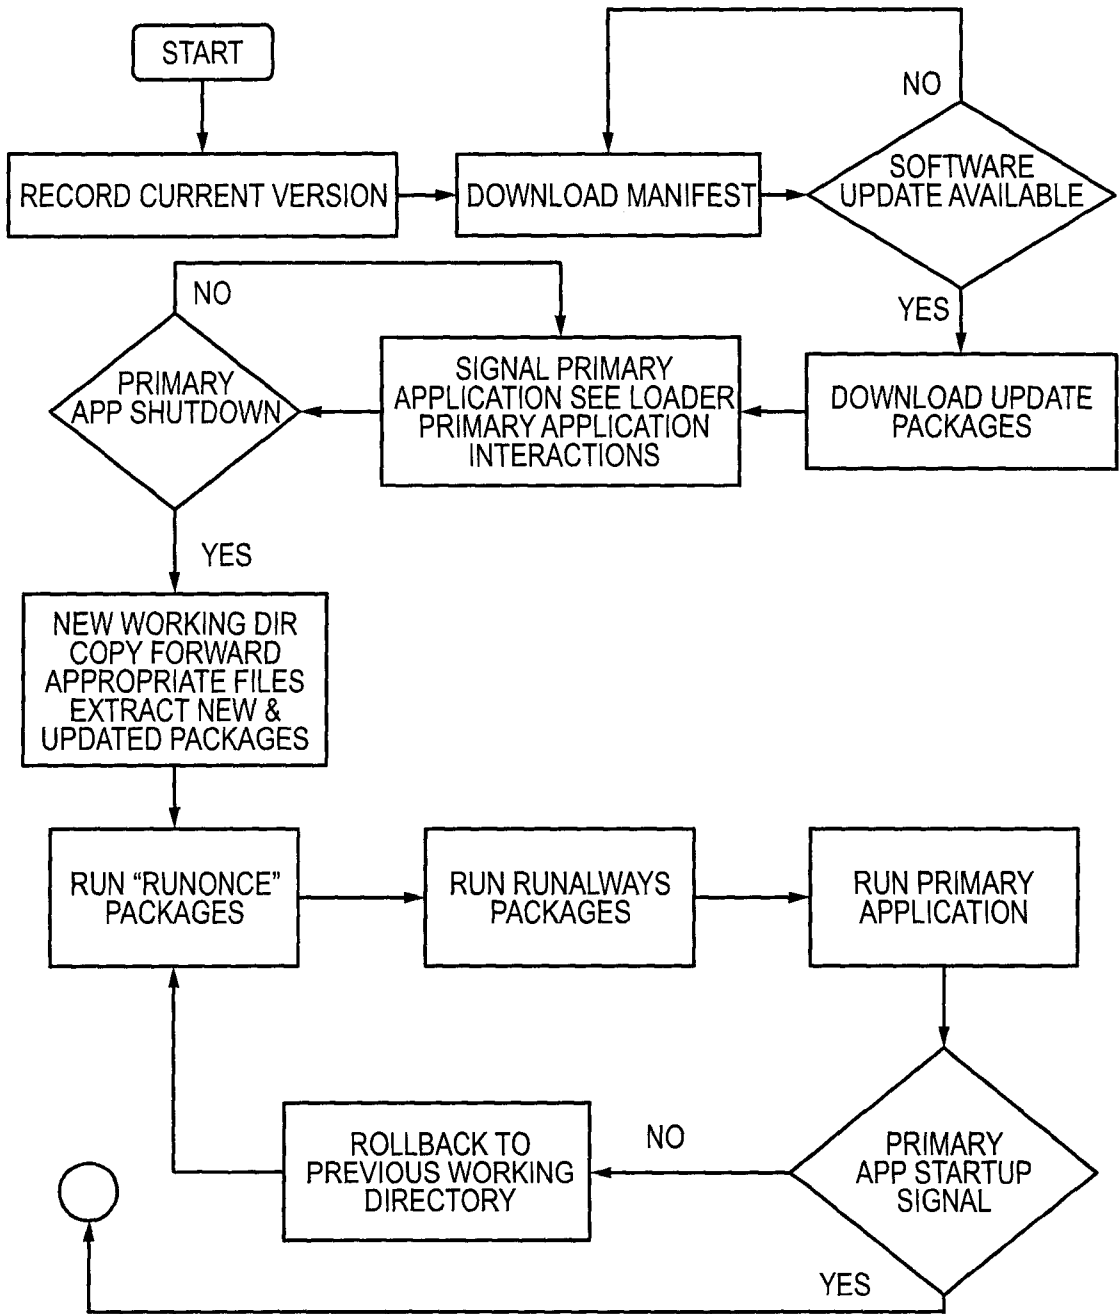 START
RECORD CURRENT VERSION
DOWNLOAD MANIFEST
NO
SOFTWARE
UPDATE AVAILABLE
YES
DOWNLOAD UPDATE
PACKAGES
SIGNAL PRIMARY
APPLICATION SEE LOADER
PRIMARY APPLICATION
INTERACTIONS
NO
PRIMARY
APP SHUTDOWN
YES
NEW WORKING DIR
COPY FORWARD
APPROPRIATE FILES
EXTRACT NEW &
UPDATED PACKAGES
RUN “RUNONCE”
PACKAGES
RUN RUNALWAYS
PACKAGES
RUN PRIMARY
APPLICATION
PRIMARY
APP STARTUP
SIGNAL
NO
ROLLBACK TO
PREVIOUS WORKING
DIRECTORY
YES